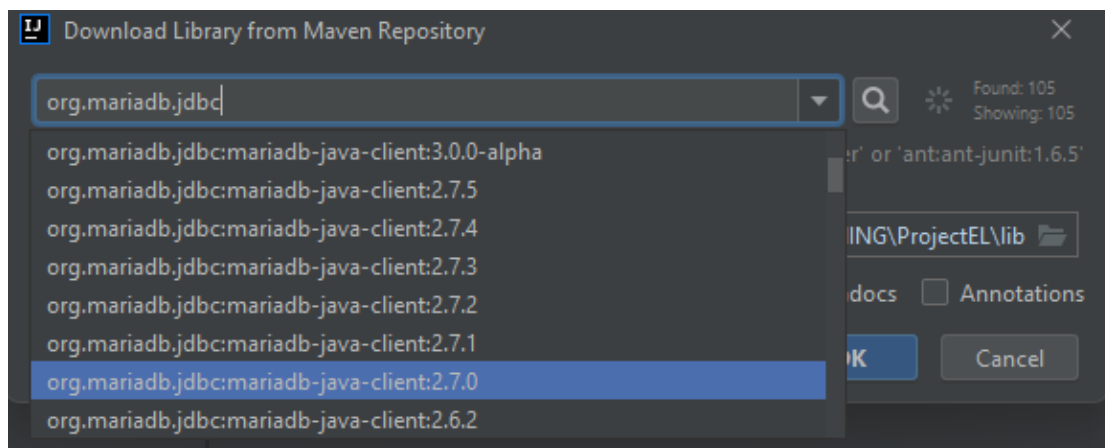 IJ Download Library from Maven Repository
org.mariadb.jdbc
Found: 105
Showing: 105
org.mariadb.jdbc:mariadb-java-client:3.0.0-alpha
er' or 'ant:ant-junit:1.6.5'
org.mariadb.jdbc:mariadb-java-client:2.7.5
org.mariadb.jdbc:mariadb-java-client:2.7.4
ING\ProjectEL\lib
org.mariadb.jdbc:mariadb-java-client:2.7.3
org.mariadb.jdbc:mariadb-java-client:2.7.2
docs Annotations
org.mariadb.jdbc:mariadb-java-client:2.7.1
org.mariadb.jdbc:mariadb-java-client:2.7.0
OK Cancel
org.mariadb.jdbc:mariadb-java-client:2.6.2